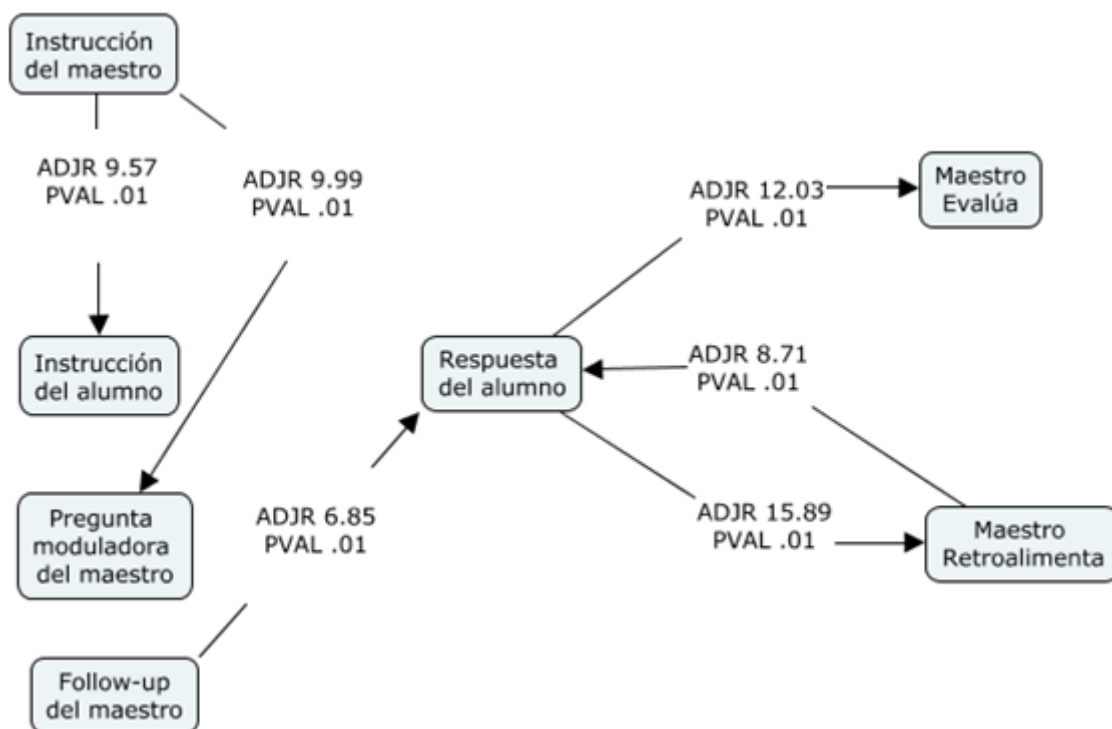 Instrucción
del maestro
ADJR 9.57
PVAL .01
ADJR 9.99
PVAL .01
ADJR 12.03
PVAL .01
Maestro
Evalúa
Instrucción
del alumno
Respuesta
del alumno
ADJR 8.71
PVAL .01
Pregunta
moduladora
del maestro
ADJR 6.85
PVAL .01
ADJR 15.89
PVAL .01
Maestro
Retroalimenta
Follow-up
del maestro